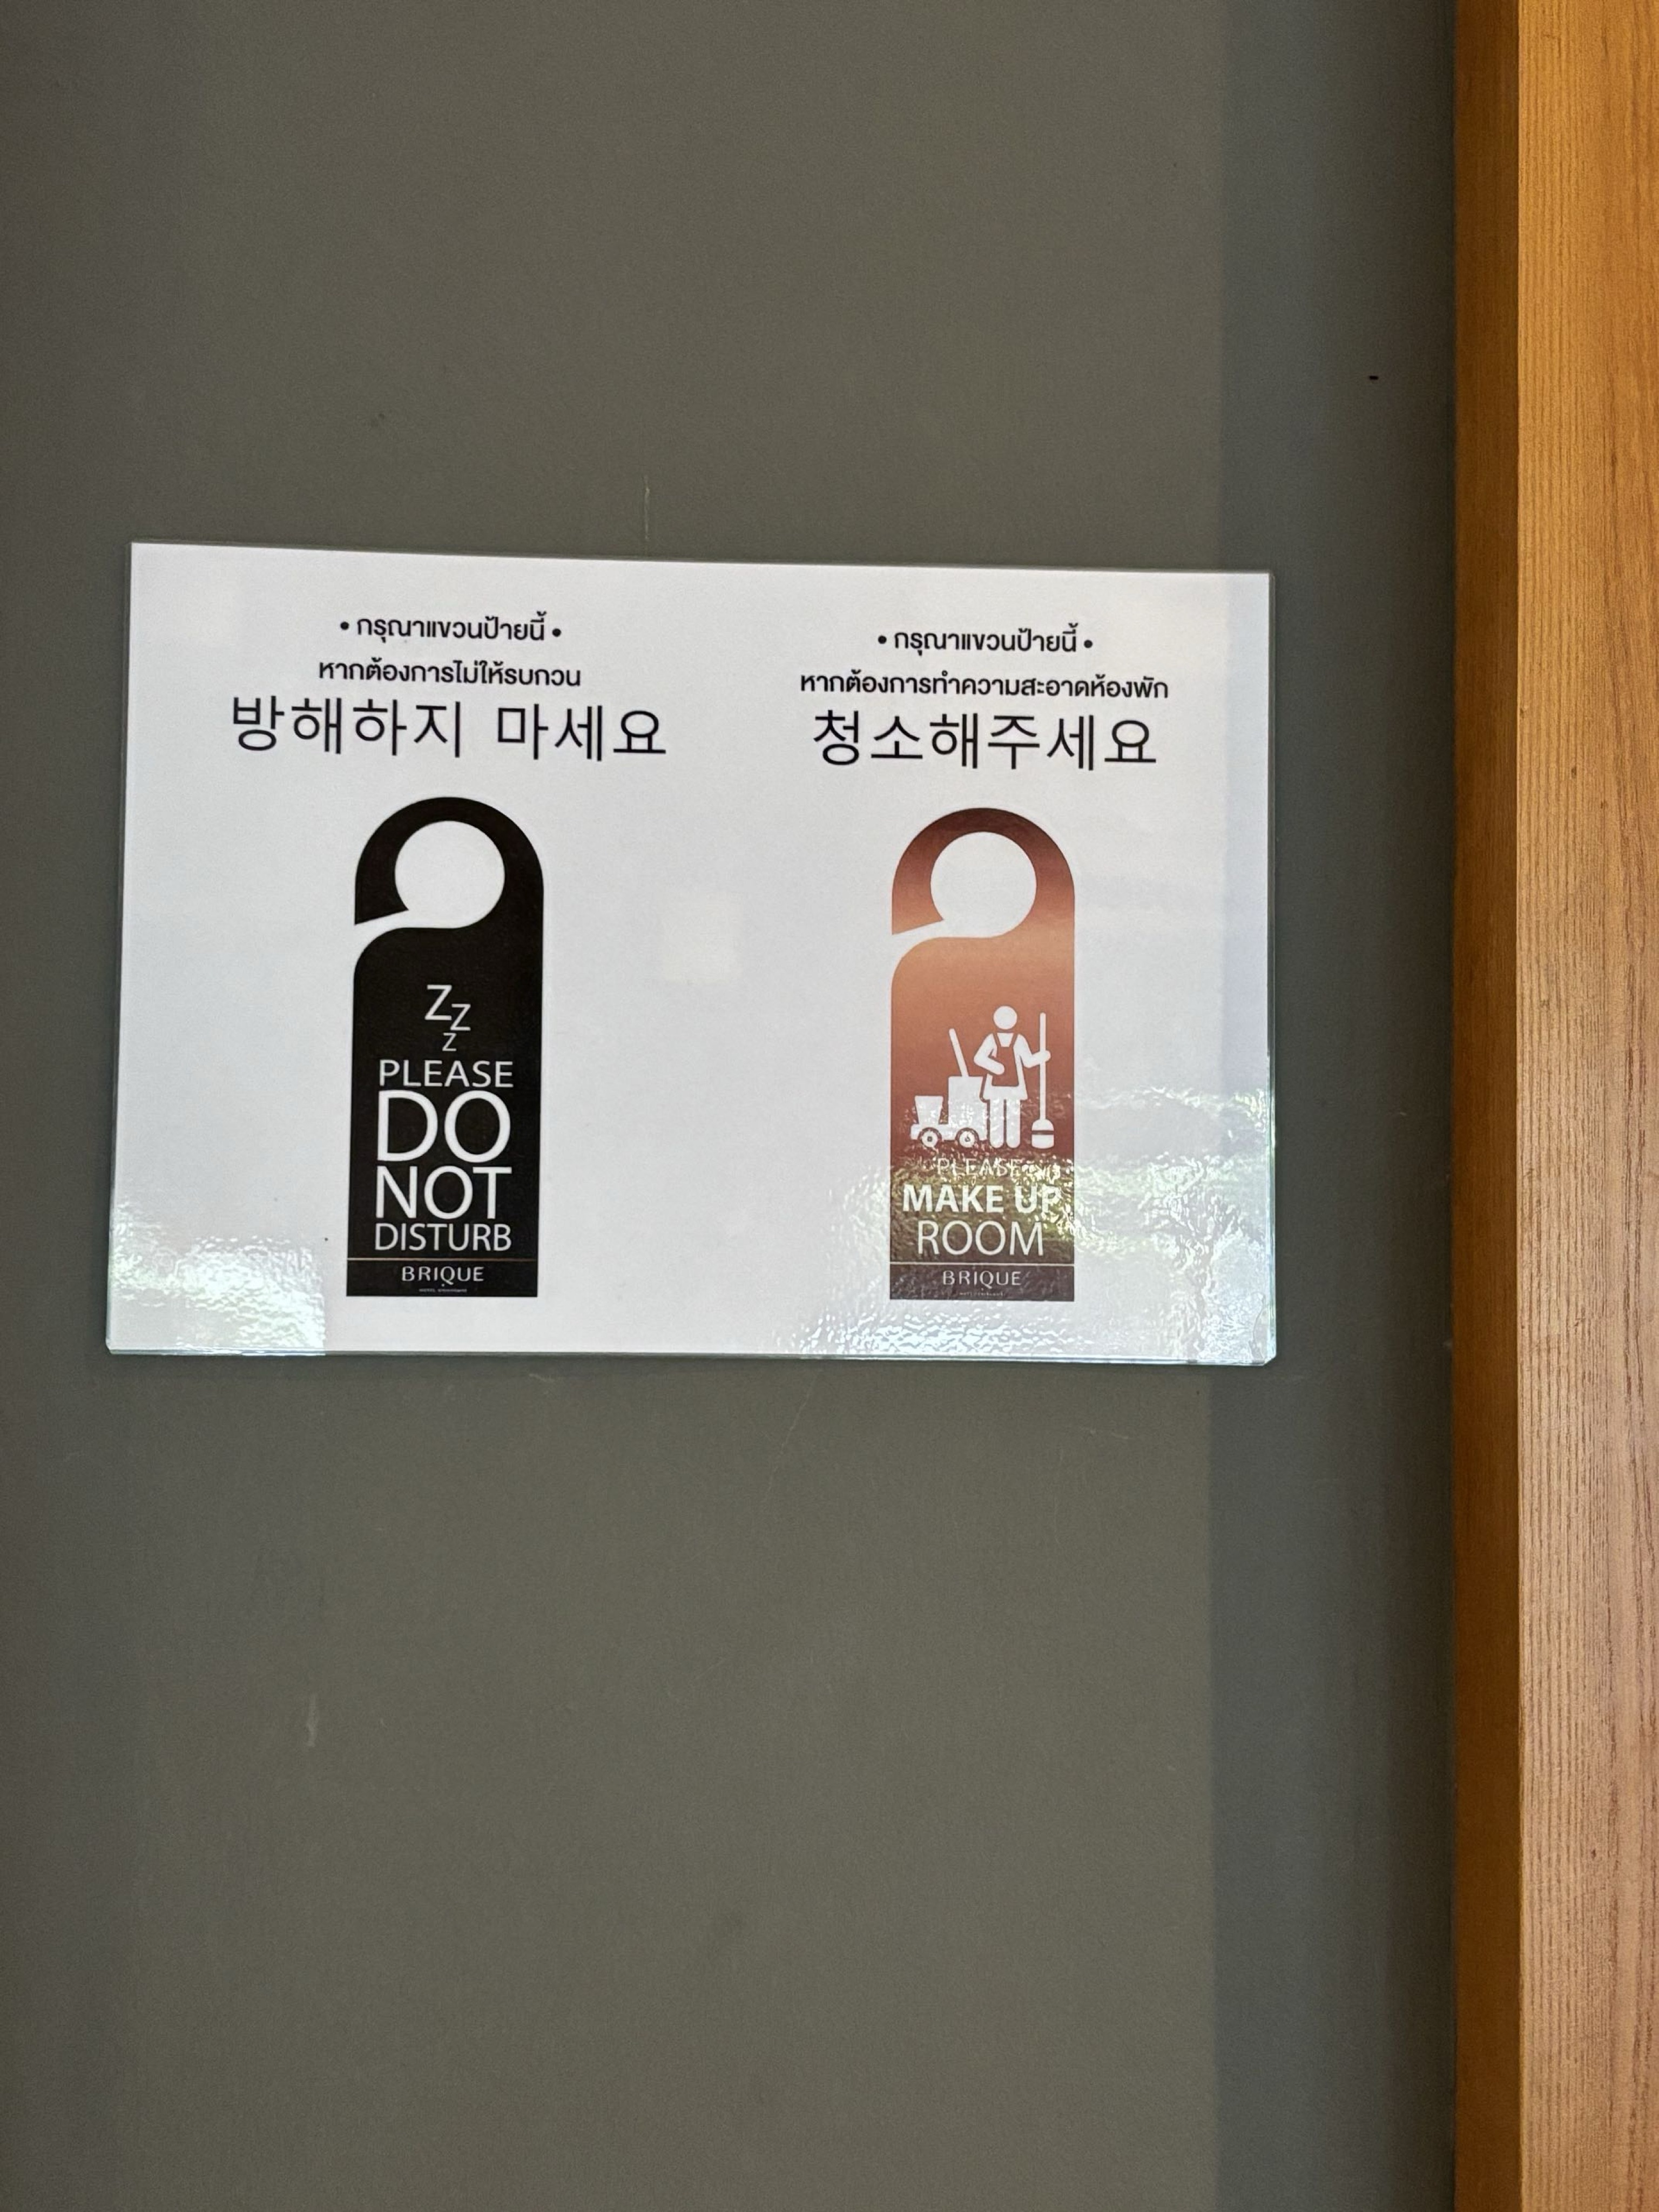 • กรุณาแขวนป้ายนี้ •
หากต้องการไม่ให้รบกวน
방해하지 마세요
Z
Z
Z
PLEASE
DO
NOT
DISTURB
BRIQUE
• กรุณาแขวนป้ายนี้ •
หากต้องการทำความสะอาดห้องพัก
청소해주세요
PLEASE
MAKE UP
ROOM
BRIQUE